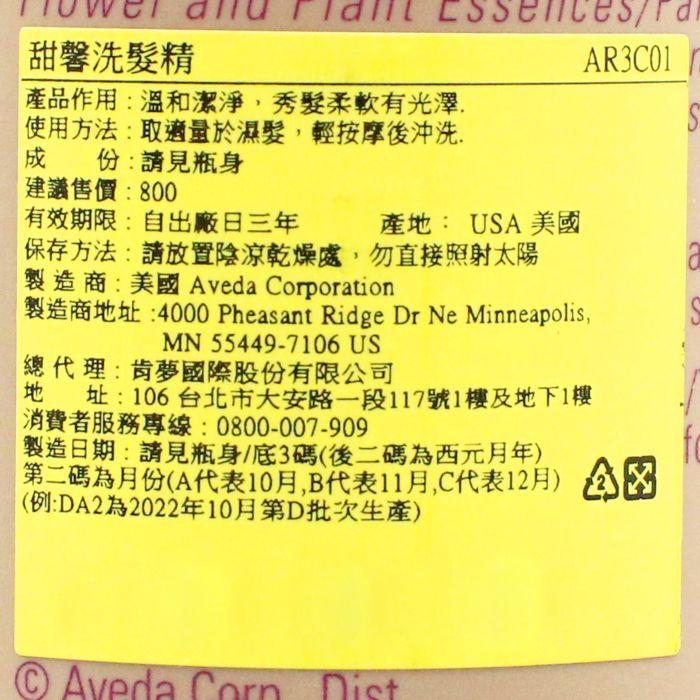 Flower and Plant Essences/Pa
甜馨洗髮精 AR3C01
產品作用：溫和潔淨，秀髮柔軟有光澤.
使用方法：取適量於濕髮，輕按摩後沖洗.
成　　份：請見瓶身
建議售價：800
有效期限：自出廠日三年　　產地： USA 美國
保存方法：請放置陰涼乾燥處，勿直接照射太陽
製 造 商：美國 Aveda Corporation
製造商地址 :4000 Pheasant Ridge Dr Ne Minneapolis,
MN 55449-7106 US
總 代 理：肯夢國際股份有限公司
地　　址：106 台北市大安路一段117號1樓及地下1樓
消費者服務專線：0800-007-909
製造日期：請見瓶身/底3碼(後二碼為西元月年)
第二碼為月份(A代表10月,B代表11月,C代表12月)
(例:DA2為2022年10月第D批次生產)
2
© Aveda Corp., Dist.